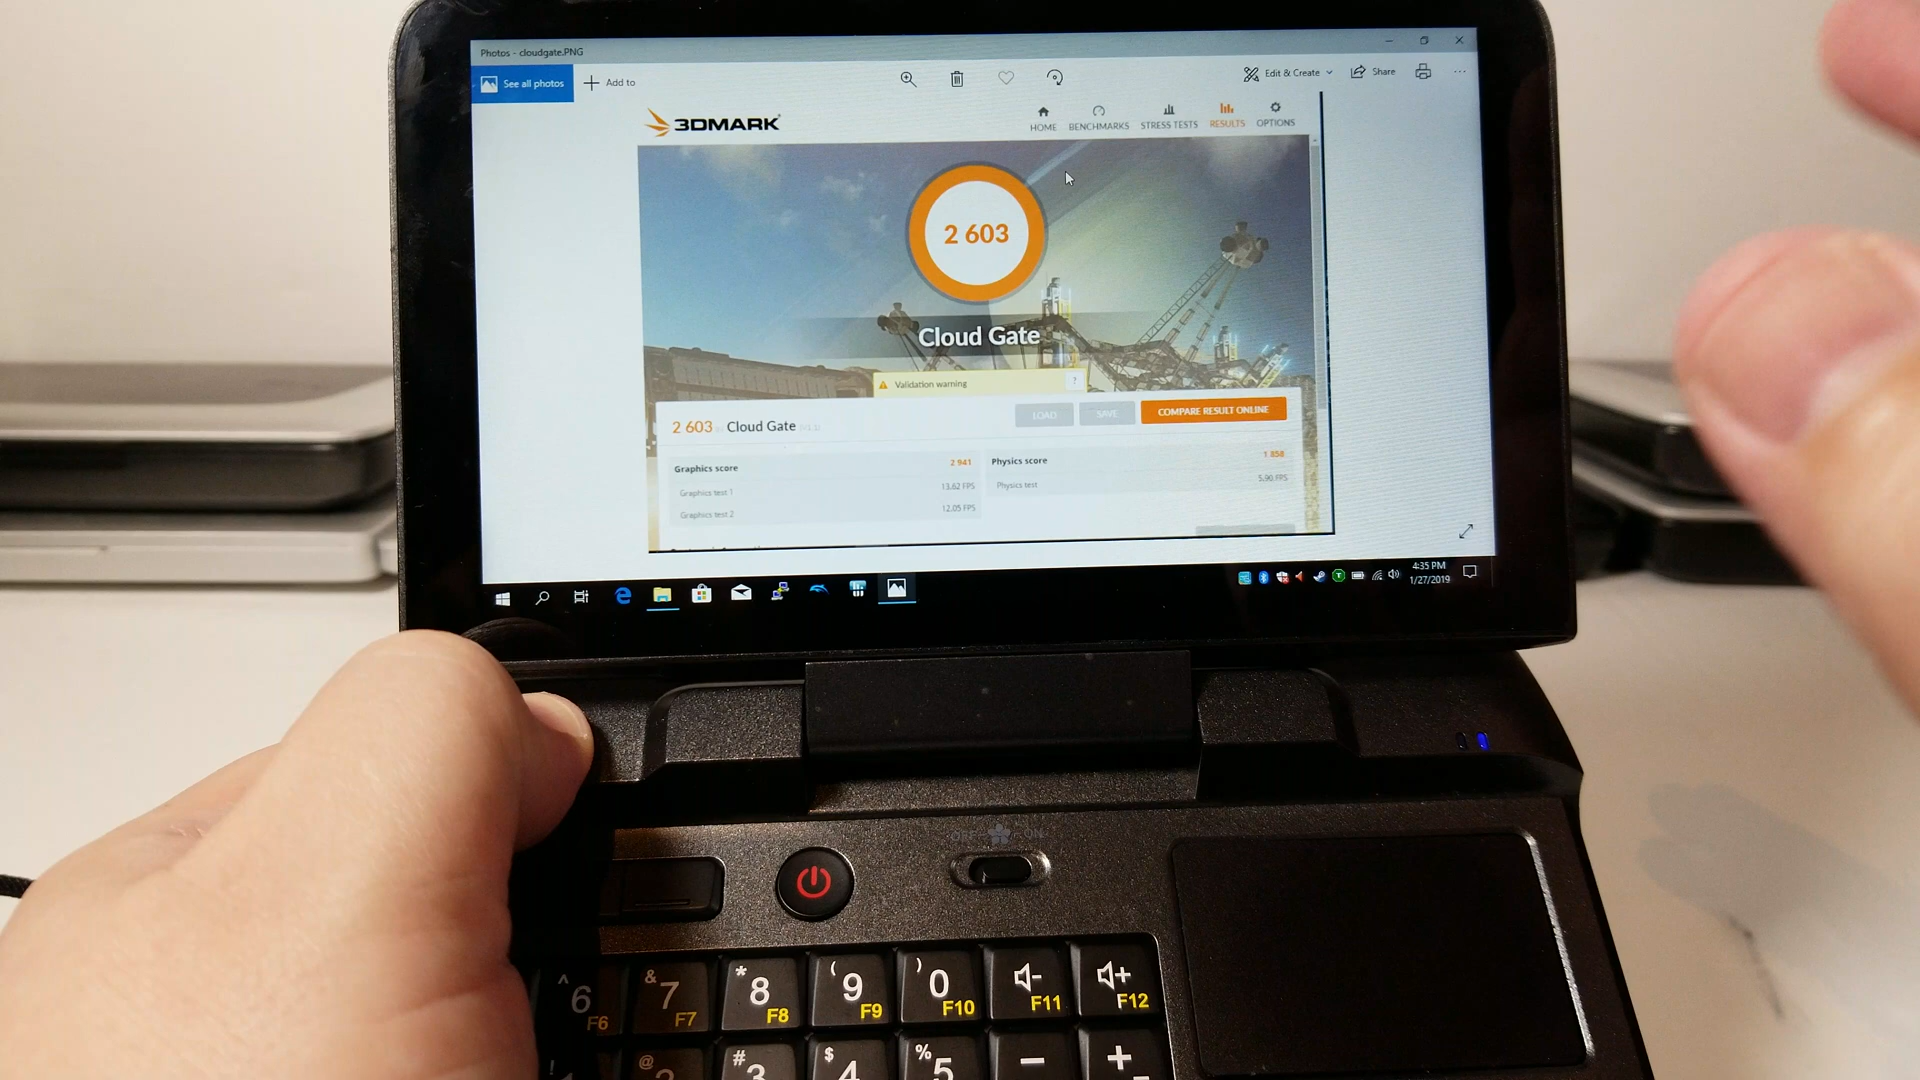 Photos - cloudgate.PNG
See all photos
Add to
Edit & Create
Share
3DMARK
HOME BENCHMARKS STRESS TESTS RESULTS OPTIONS
2 603
Cloud Gate
Validation warning ?
2 603 Cloud Gate
LOAD SAVE COMPARE RESULT ONLINE
Graphics score 2 941
Graphics test 1 13.62 FPS
Graphics test 2 12.05 FPS
Physics score 1 858
Physics test 5.90 FPS
4:35 PM
1/27/2019
OFF ON
^ 6 F6
& 7 F7
* 8 F8
( 9 F9
) 0 F10
- F11
+ F12
@
# 3
$ 4
% 5
-
+